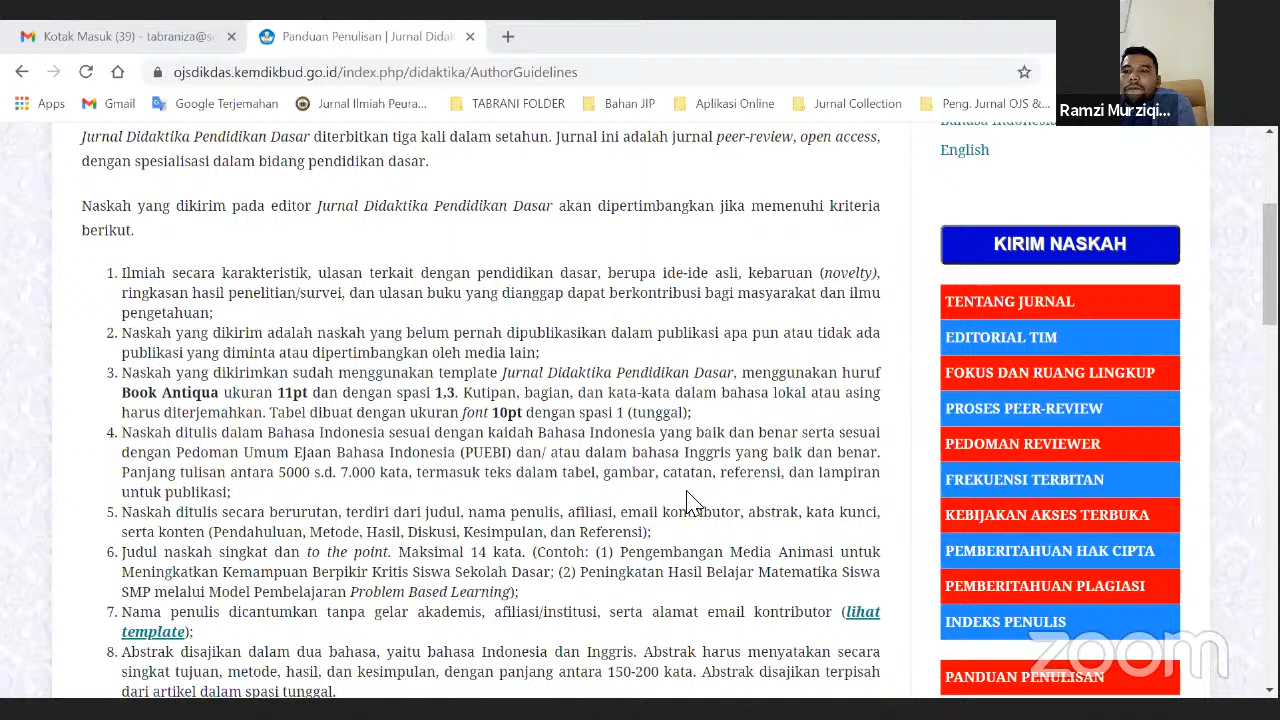 Kotak Masuk (39) - tabraniza@s
Panduan Penulisan | Jurnal Didak
ojsdikdas.kemdikbud.go.id/index.php/didaktika/AuthorGuidelines
Apps
Gmail
Google Terjemahan
Jurnal Ilmiah Peura...
TABRANI FOLDER
Bahan JIP
Aplikasi Online
Jurnal Collection
Peng. Jurnal OJS &...
Ramzi Murziqi...
Jurnal Didaktika Pendidikan Dasar diterbitkan tiga kali dalam setahun. Jurnal ini adalah jurnal peer-review, open access,
dengan spesialisasi dalam bidang pendidikan dasar.
Naskah yang dikirim pada editor Jurnal Didaktika Pendidikan Dasar akan dipertimbangkan jika memenuhi kriteria
berikut.
1. Ilmiah secara karakteristik, ulasan terkait dengan pendidikan dasar, berupa ide-ide asli, kebaruan (novelty),
ringkasan hasil penelitian/survei, dan ulasan buku yang dianggap dapat berkontribusi bagi masyarakat dan ilmu
pengetahuan;
2. Naskah yang dikirim adalah naskah yang belum pernah dipublikasikan dalam publikasi apa pun atau tidak ada
publikasi yang diminta atau dipertimbangkan oleh media lain;
3. Naskah yang dikirimkan sudah menggunakan template Jurnal Didaktika Pendidikan Dasar, menggunakan huruf
Book Antiqua ukuran 11pt dan dengan spasi 1,3. Kutipan, bagian, dan kata-kata dalam bahasa lokal atau asing
harus diterjemahkan. Tabel dibuat dengan ukuran font 10pt dengan spasi 1 (tunggal);
4. Naskah ditulis dalam Bahasa Indonesia sesuai dengan kaidah Bahasa Indonesia yang baik dan benar serta sesuai
dengan Pedoman Umum Ejaan Bahasa Indonesia (PUEBI) dan/ atau dalam bahasa Inggris yang baik dan benar.
Panjang tulisan antara 5000 s.d. 7.000 kata, termasuk teks dalam tabel, gambar, catatan, referensi, dan lampiran
untuk publikasi;
5. Naskah ditulis secara berurutan, terdiri dari judul, nama penulis, afiliasi, email kontributor, abstrak, kata kunci,
serta konten (Pendahuluan, Metode, Hasil, Diskusi, Kesimpulan, dan Referensi);
6. Judul naskah singkat dan to the point. Maksimal 14 kata. (Contoh: (1) Pengembangan Media Animasi untuk
Meningkatkan Kemampuan Berpikir Kritis Siswa Sekolah Dasar; (2) Peningkatan Hasil Belajar Matematika Siswa
SMP melalui Model Pembelajaran Problem Based Learning);
7. Nama penulis dicantumkan tanpa gelar akademis, afiliasi/institusi, serta alamat email kontributor (lihat
template);
8. Abstrak disajikan dalam dua bahasa, yaitu bahasa Indonesia dan Inggris. Abstrak harus menyatakan secara
singkat tujuan, metode, hasil, dan kesimpulan, dengan panjang antara 150-200 kata. Abstrak disajikan terpisah
dari artikel dalam spasi tunggal.
Bahasa Indonesia
English
KIRIM NASKAH
TENTANG JURNAL
EDITORIAL TIM
FOKUS DAN RUANG LINGKUP
PROSES PEER-REVIEW
PEDOMAN REVIEWER
FREKUENSI TERBITAN
KEBIJAKAN AKSES TERBUKA
PEMBERITAHUAN HAK CIPTA
PEMBERITAHUAN PLAGIASI
INDEKS PENULIS
PANDUAN PENULISAN
zoom